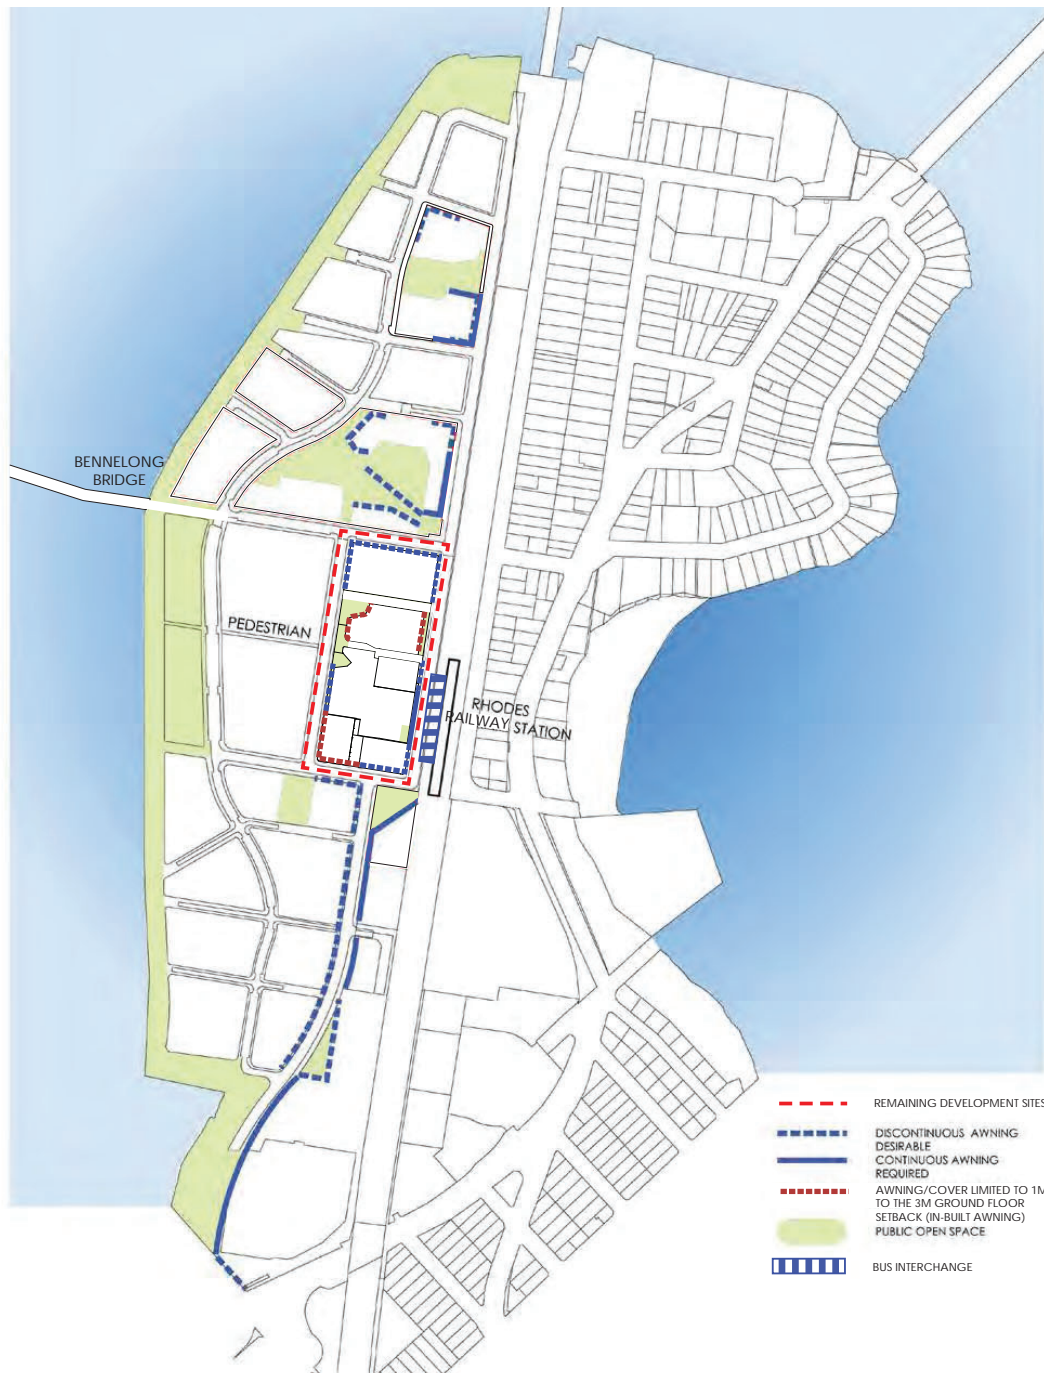 BENNELONG
BRIDGE
PEDESTRIAN
RHODES
RAILWAY STATION
REMAINING DEVELOPMENT SITES
DISCONTINUOUS AWNING
DESIRABLE
CONTINUOUS AWNING
REQUIRED
AWNING/COVER LIMITED TO 1M
TO THE 3M GROUND FLOOR
SETBACK (IN-BUILT AWNING)
PUBLIC OPEN SPACE
BUS INTERCHANGE